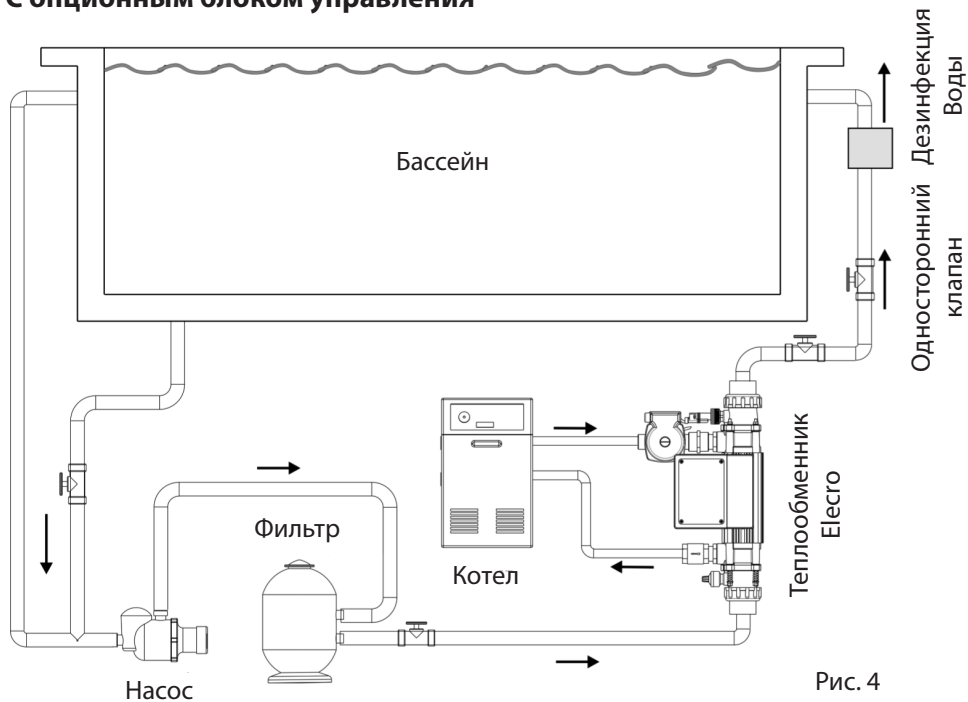 С опционным блоком управления
Бассейн
Дезинфекция
Воды
Односторонний
клапан
Фильтр
Котел
Теплообменник
Elecro
Насос
Рис. 4